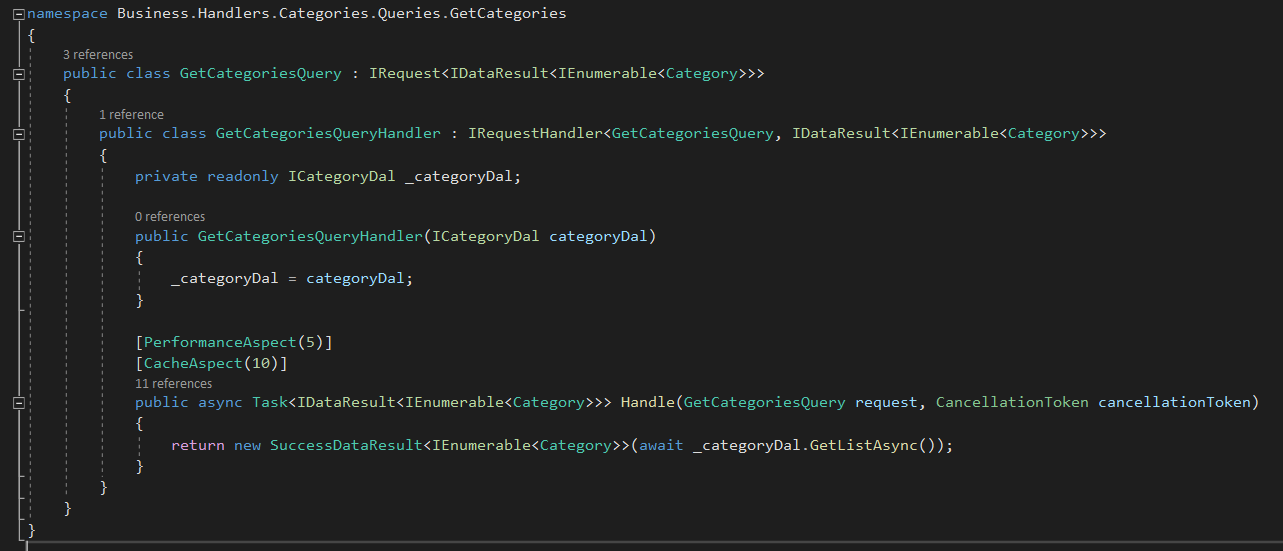 namespace Business.Handlers.Categories.Queries.GetCategories
{
3 references
public class GetCategoriesQuery : IRequest<IDataResult<IEnumerable<Category>>>
{
1 reference
public class GetCategoriesQueryHandler : IRequestHandler<GetCategoriesQuery, IDataResult<IEnumerable<Category>>>
{
private readonly ICategoryDal _categoryDal;
0 references
public GetCategoriesQueryHandler(ICategoryDal categoryDal)
{
_categoryDal = categoryDal;
}
[PerformanceAspect(5)]
[CacheAspect(10)]
11 references
public async Task<IDataResult<IEnumerable<Category>>> Handle(GetCategoriesQuery request, CancellationToken cancellationToken)
{
return new SuccessDataResult<IEnumerable<Category>>(await _categoryDal.GetListAsync());
}
}
}
}